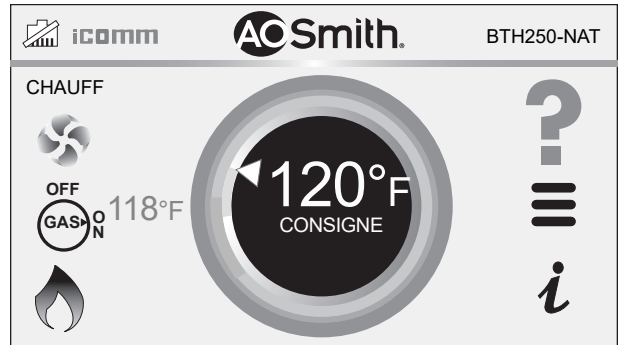 icomm
AOSmith.
BTH250-NAT
CHAUFF
?
OFF
GAS ON
118°F
120°F
CONSIGNE
i